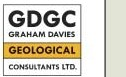 GDGC
GRAHAM DAVIES
GEOLOGICAL
CONSULTANTS LTD.